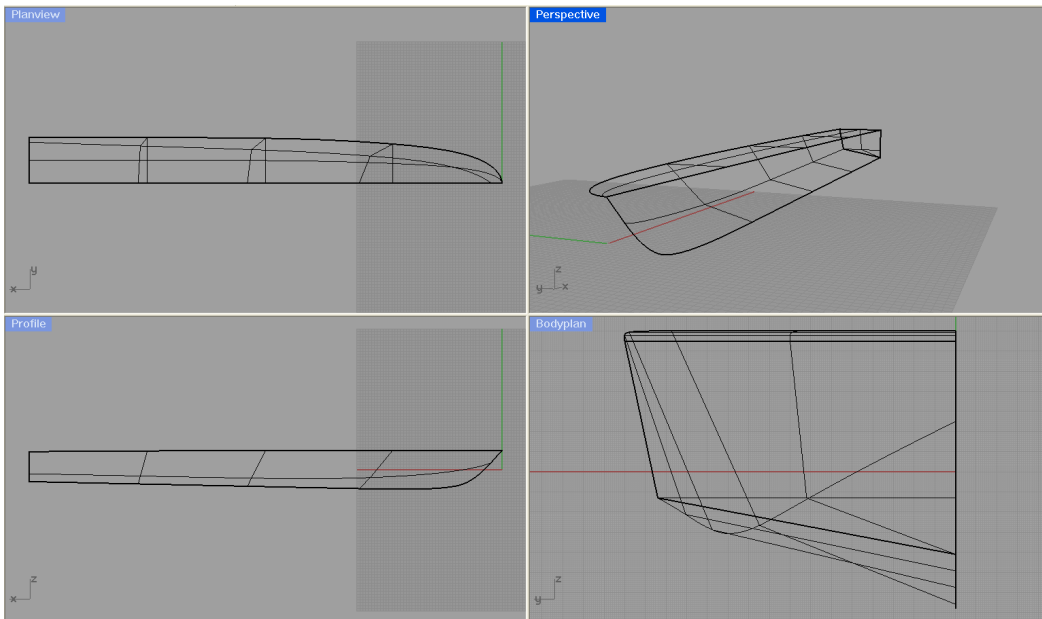 Planview
Perspective
y
x
z
y x
Profile
Bodyplan
z
x
z
y